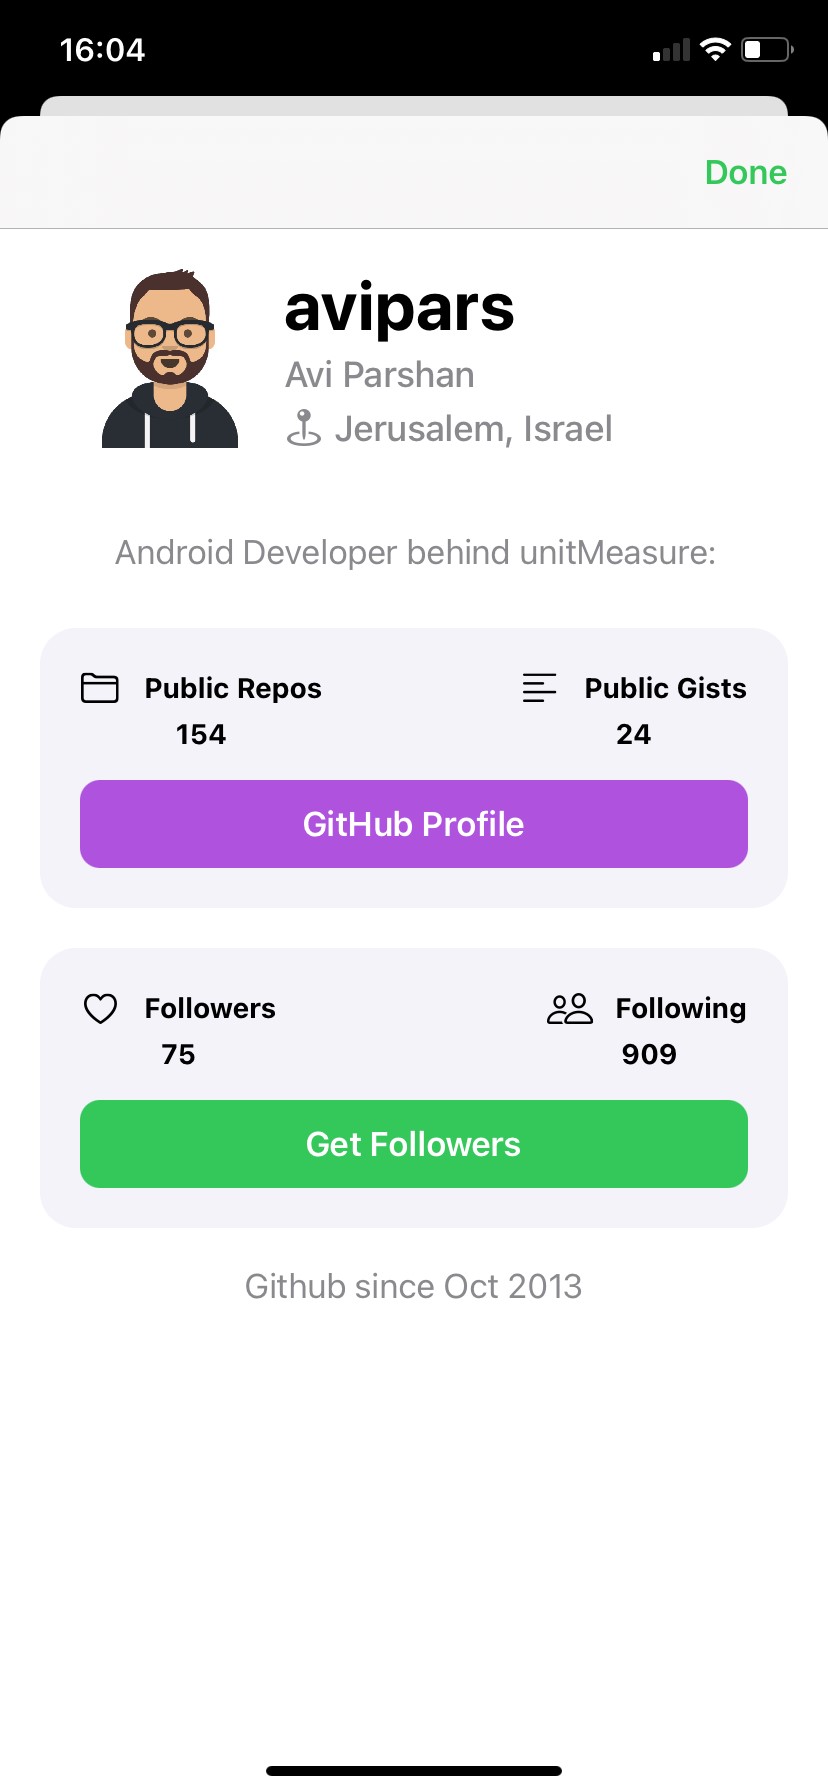 16:04
Done
avipars
Avi Parshan
Jerusalem, Israel
Android Developer behind unitMeasure:
Public Repos
154
Public Gists
24
GitHub Profile
Followers
75
Following
909
Get Followers
Github since Oct 2013